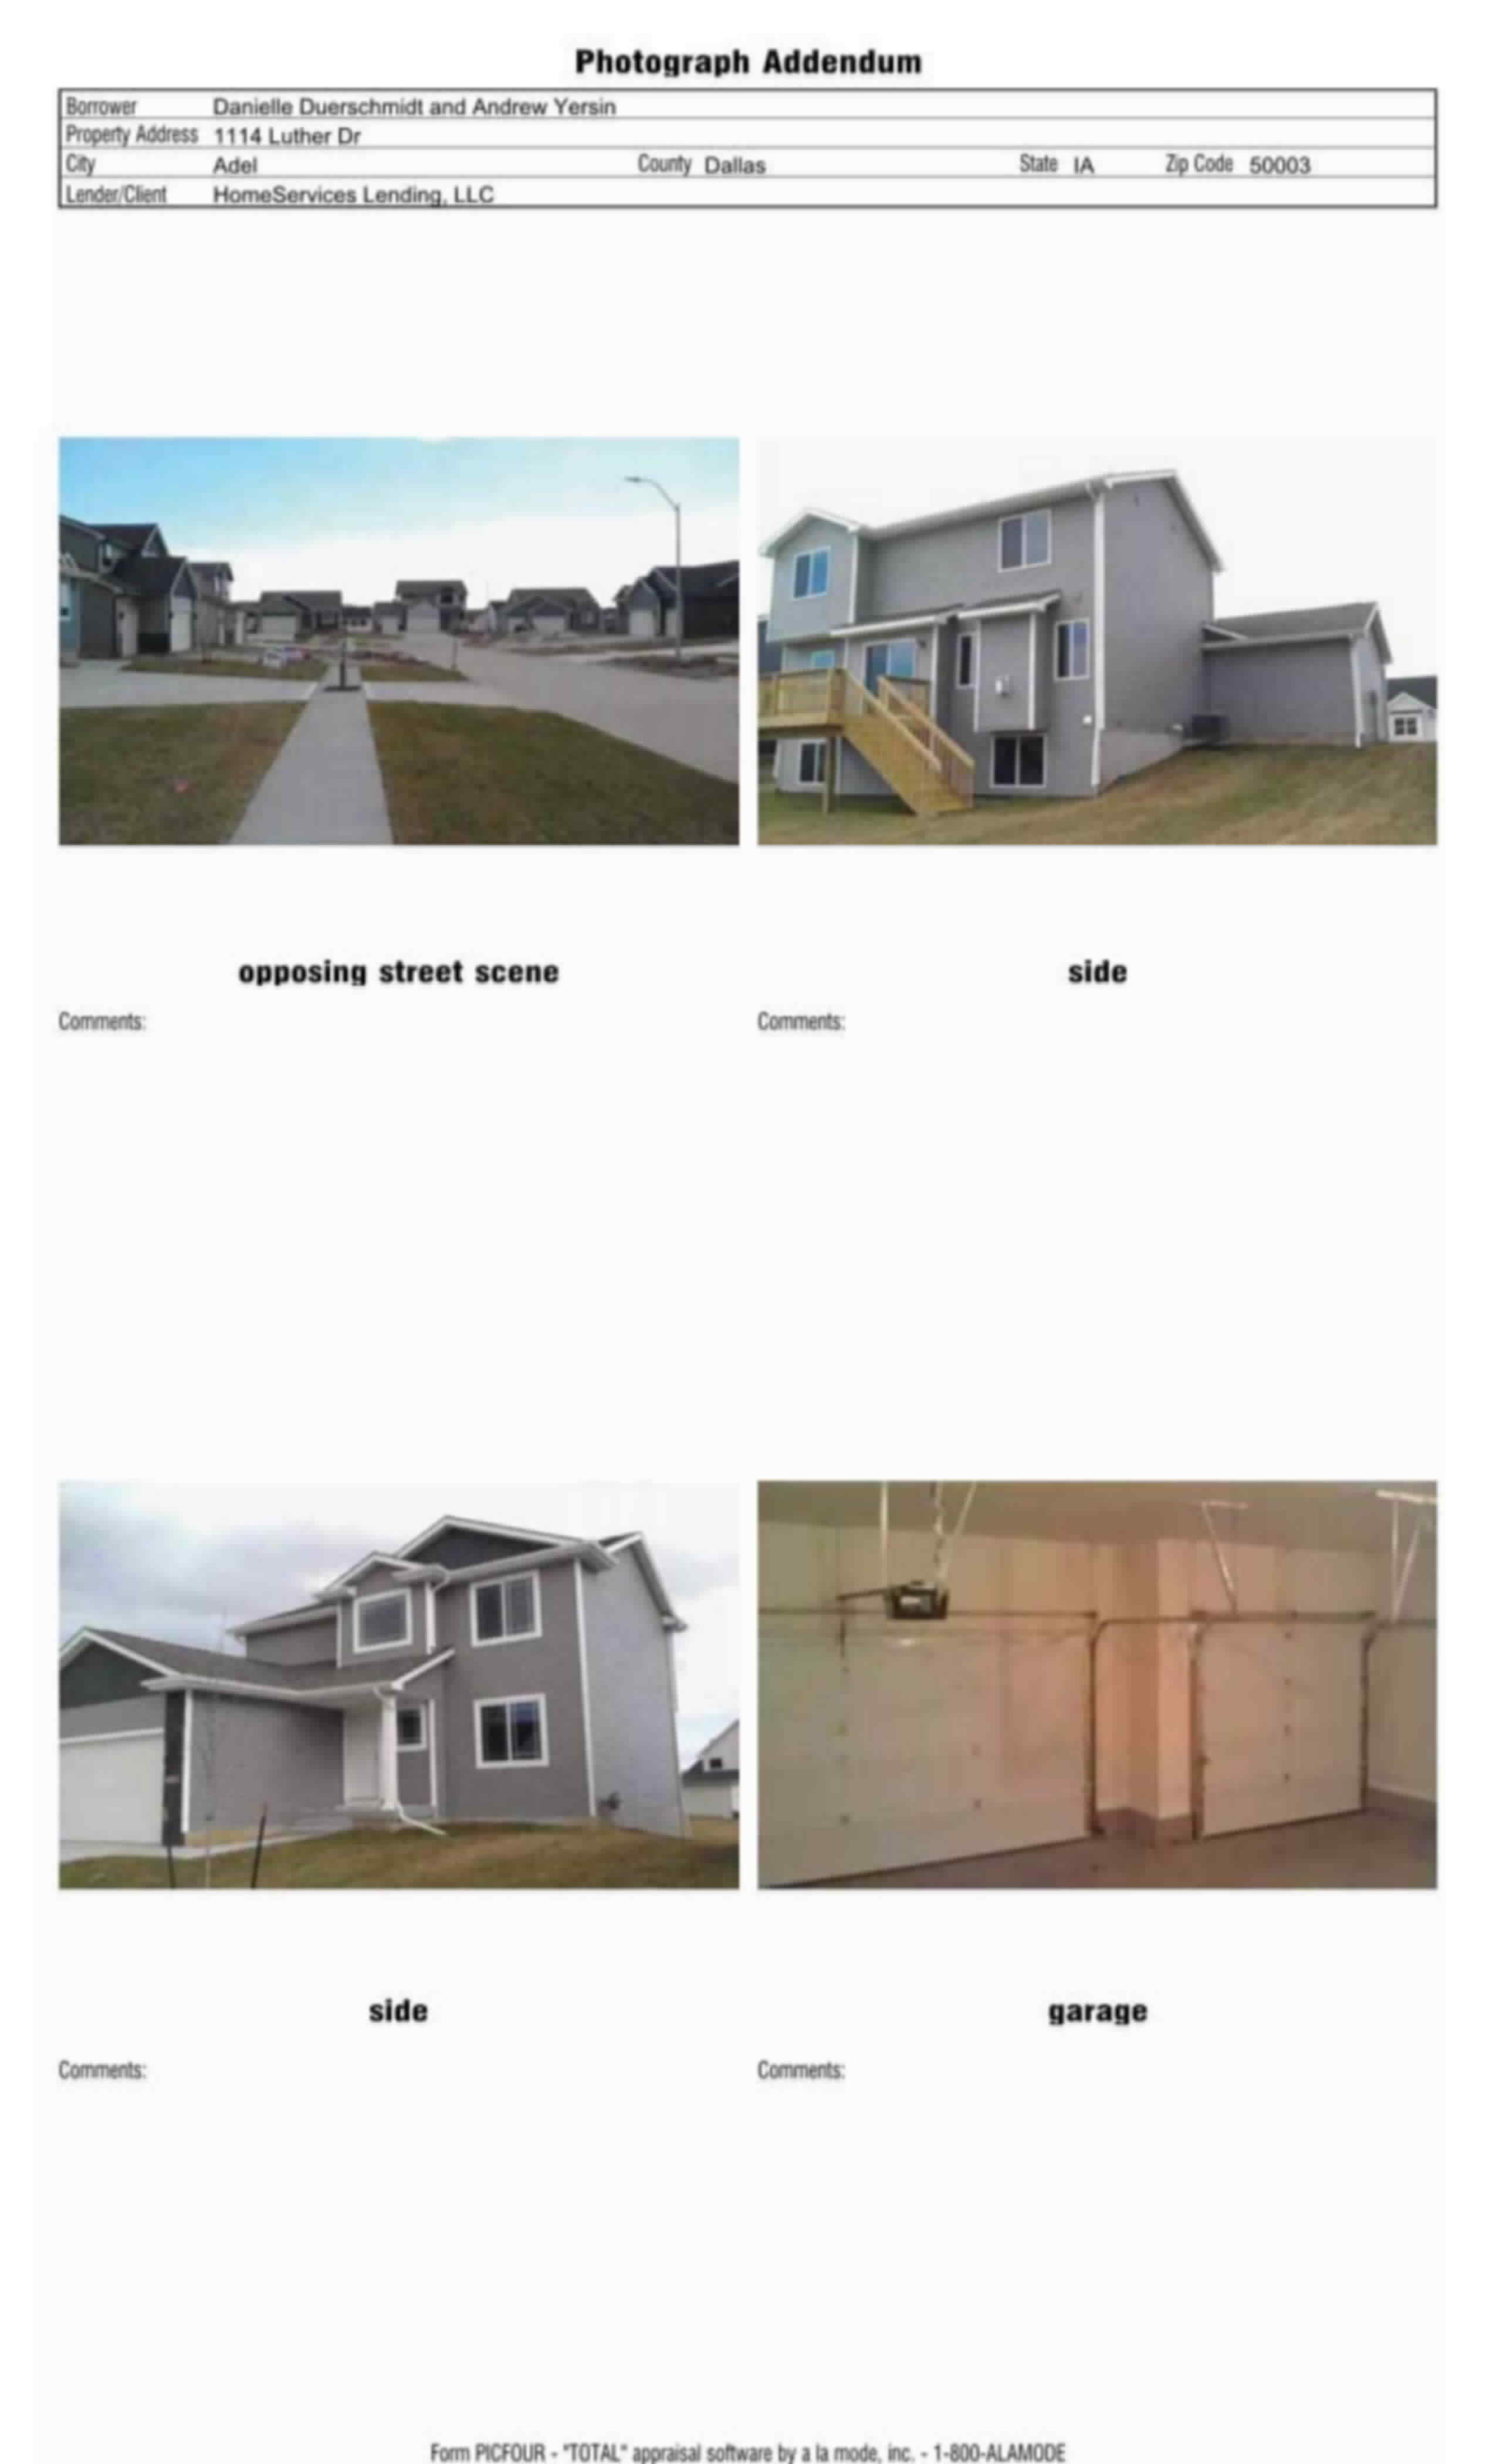 Photograph Addendum
Borrower Danielle Duerschmidt and Andrew Yersin
Property Address 1114 Luther Dr
City Adel County Dallas State IA Zip Code 50003
Lender/Client HomeServices Lending, LLC
opposing street scene side
Comments: Comments:
side garage
Comments: Comments:
Form PICFOUR - "TOTAL" appraisal software by a la mode, inc. - 1-800-ALAMODE